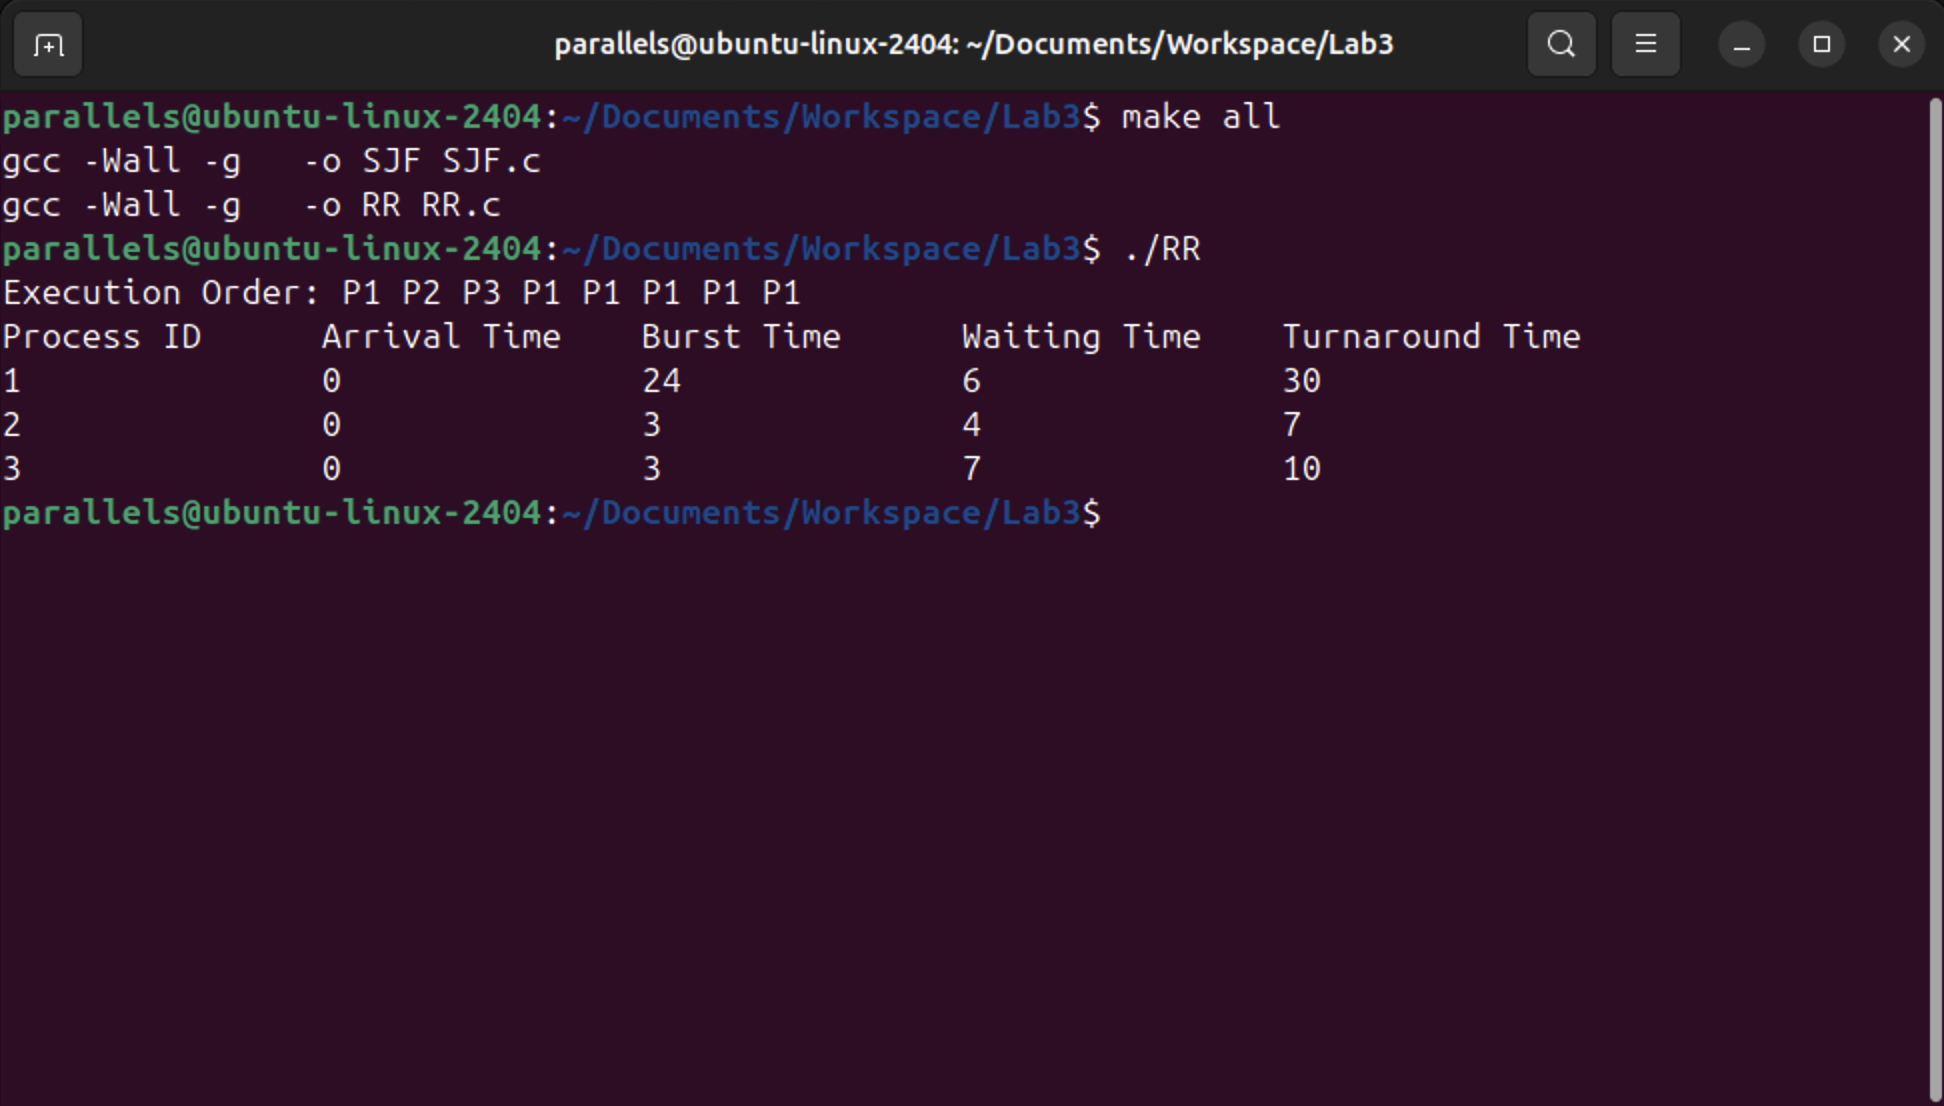 parallels@ubuntu-linux-2404: ~/Documents/Workspace/Lab3
parallels@ubuntu-linux-2404:~/Documents/Workspace/Lab3$ make all
gcc -Wall -g   -o SJF SJF.c
gcc -Wall -g   -o RR RR.c
parallels@ubuntu-linux-2404:~/Documents/Workspace/Lab3$ ./RR
Execution Order: P1 P2 P3 P1 P1 P1 P1 P1
Process ID      Arrival Time    Burst Time      Waiting Time    Turnaround Time
1               0               24              6               30
2               0               3               4               7
3               0               3               7               10
parallels@ubuntu-linux-2404:~/Documents/Workspace/Lab3$